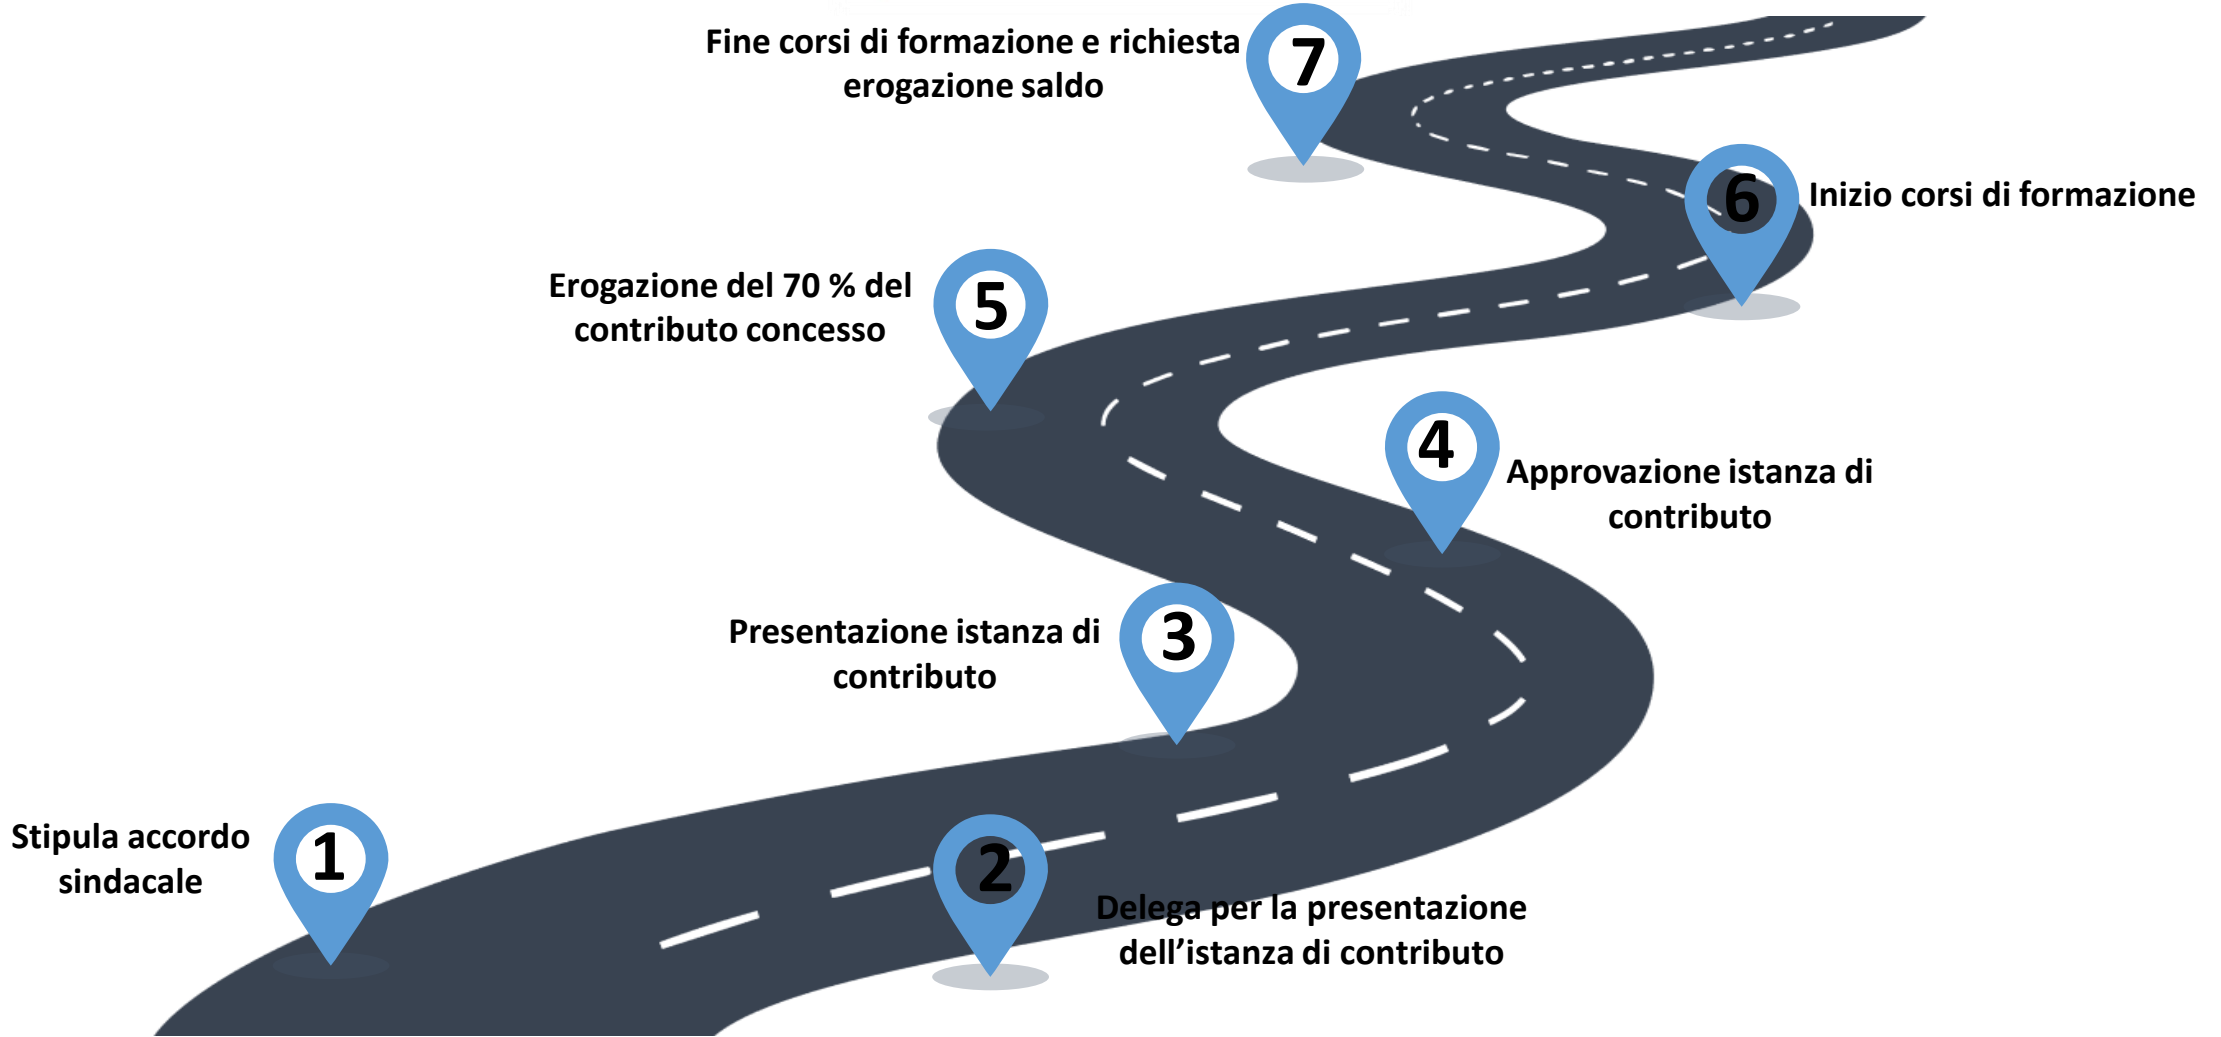 Fine corsi di formazione e richiesta
erogazione saldo
7
6
Inizio corsi di formazione
Erogazione del 70 % del
contributo concesso
5
4
Approvazione istanza di
contributo
Presentazione istanza di
contributo
3
Stipula accordo
sindacale
1
2
Delega per la presentazione
dell’istanza di contributo